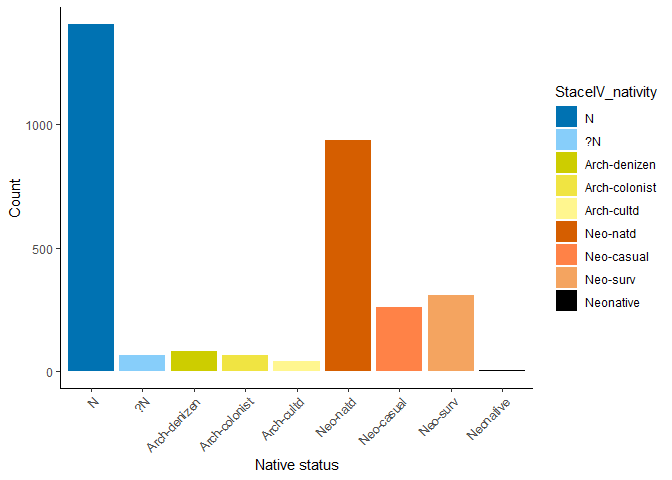 StaceIV_nativity
N
?N
Arch-denizen
Arch-colonist
Arch-cultd
Neo-natd
Neo-casual
Neo-surv
Neonative
Count
1000
500
0
N
?N
Arch-denizen
Arch-colonist
Arch-cultd
Neo-natd
Neo-casual
Neo-surv
Neonative
Native status